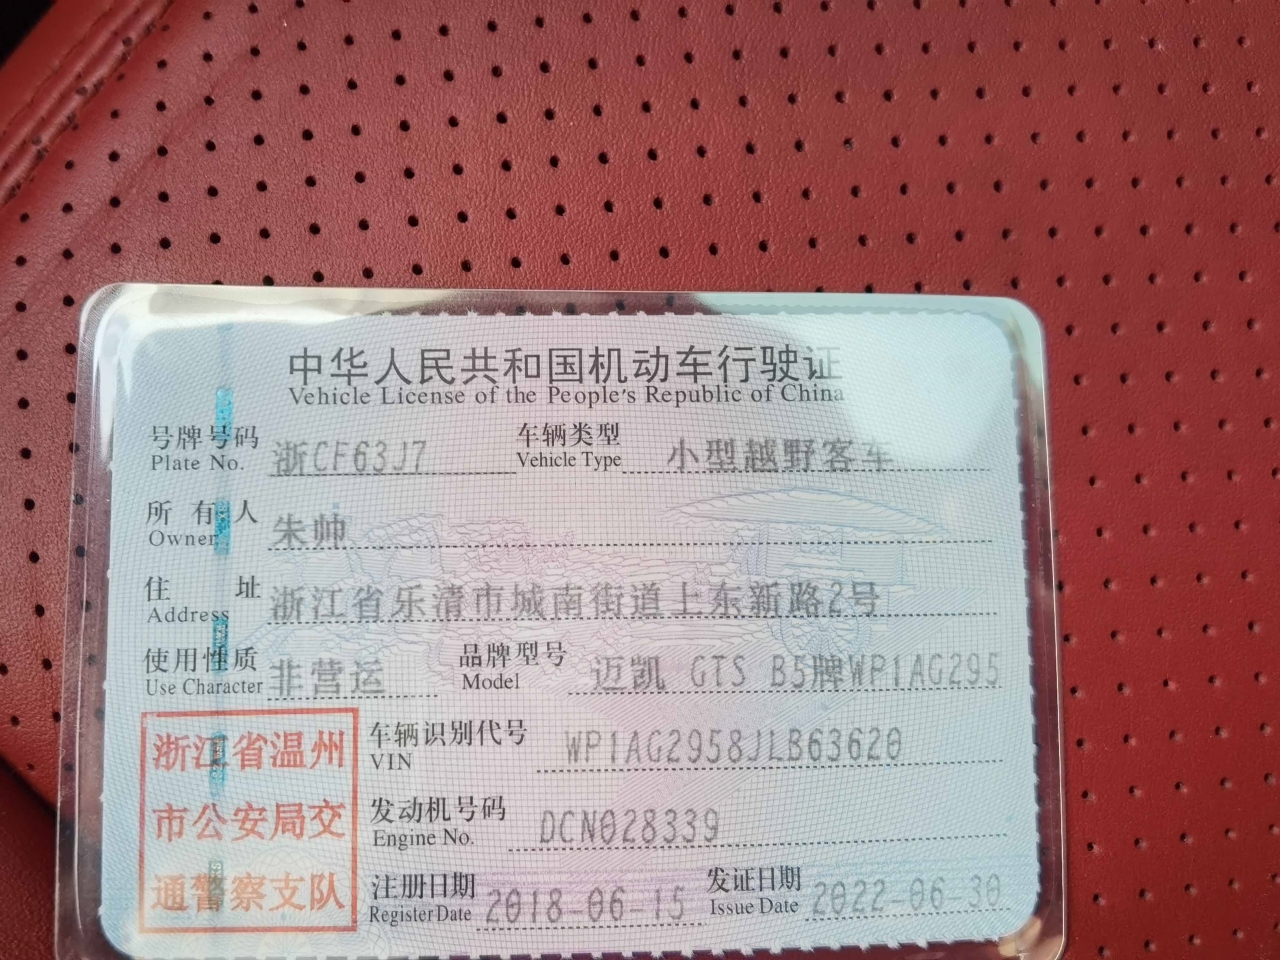 中华人民共和国机动车行驶证
Vehicle License of the People's Republic of China
号牌号码 浙CF63J7 车辆类型 小型越野客车
Plate No. Vehicle Type
所有人 朱帅
Owner
住址 浙江省乐清市城南街道上东新路2号
Address
使用性质 非营运 品牌型号 迈凯 GTS B5牌WP1AG295
Use Character Model
浙江省温州
市公安局交
通警察支队
车辆识别代号 WP1AG2958JLB63620
VIN
发动机号码 DCN028339
Engine No.
注册日期 2018-06-15 发证日期 2022-06-30
Register Date Issue Date